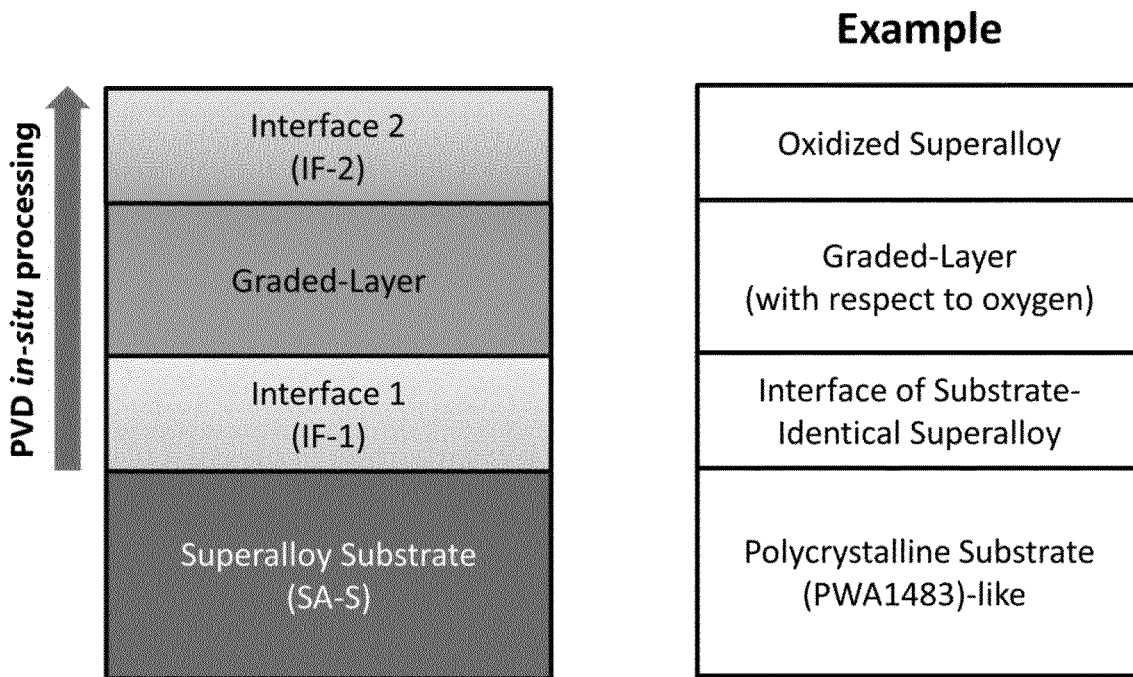 Example
PVD in-situ processing
Interface 2
(IF-2)
Graded-Layer
Interface 1
(IF-1)
Superalloy Substrate
(SA-S)
Oxidized Superalloy
Graded-Layer
(with respect to oxygen)
Interface of Substrate-
Identical Superalloy
Polycrystalline Substrate
(PWA1483)-like